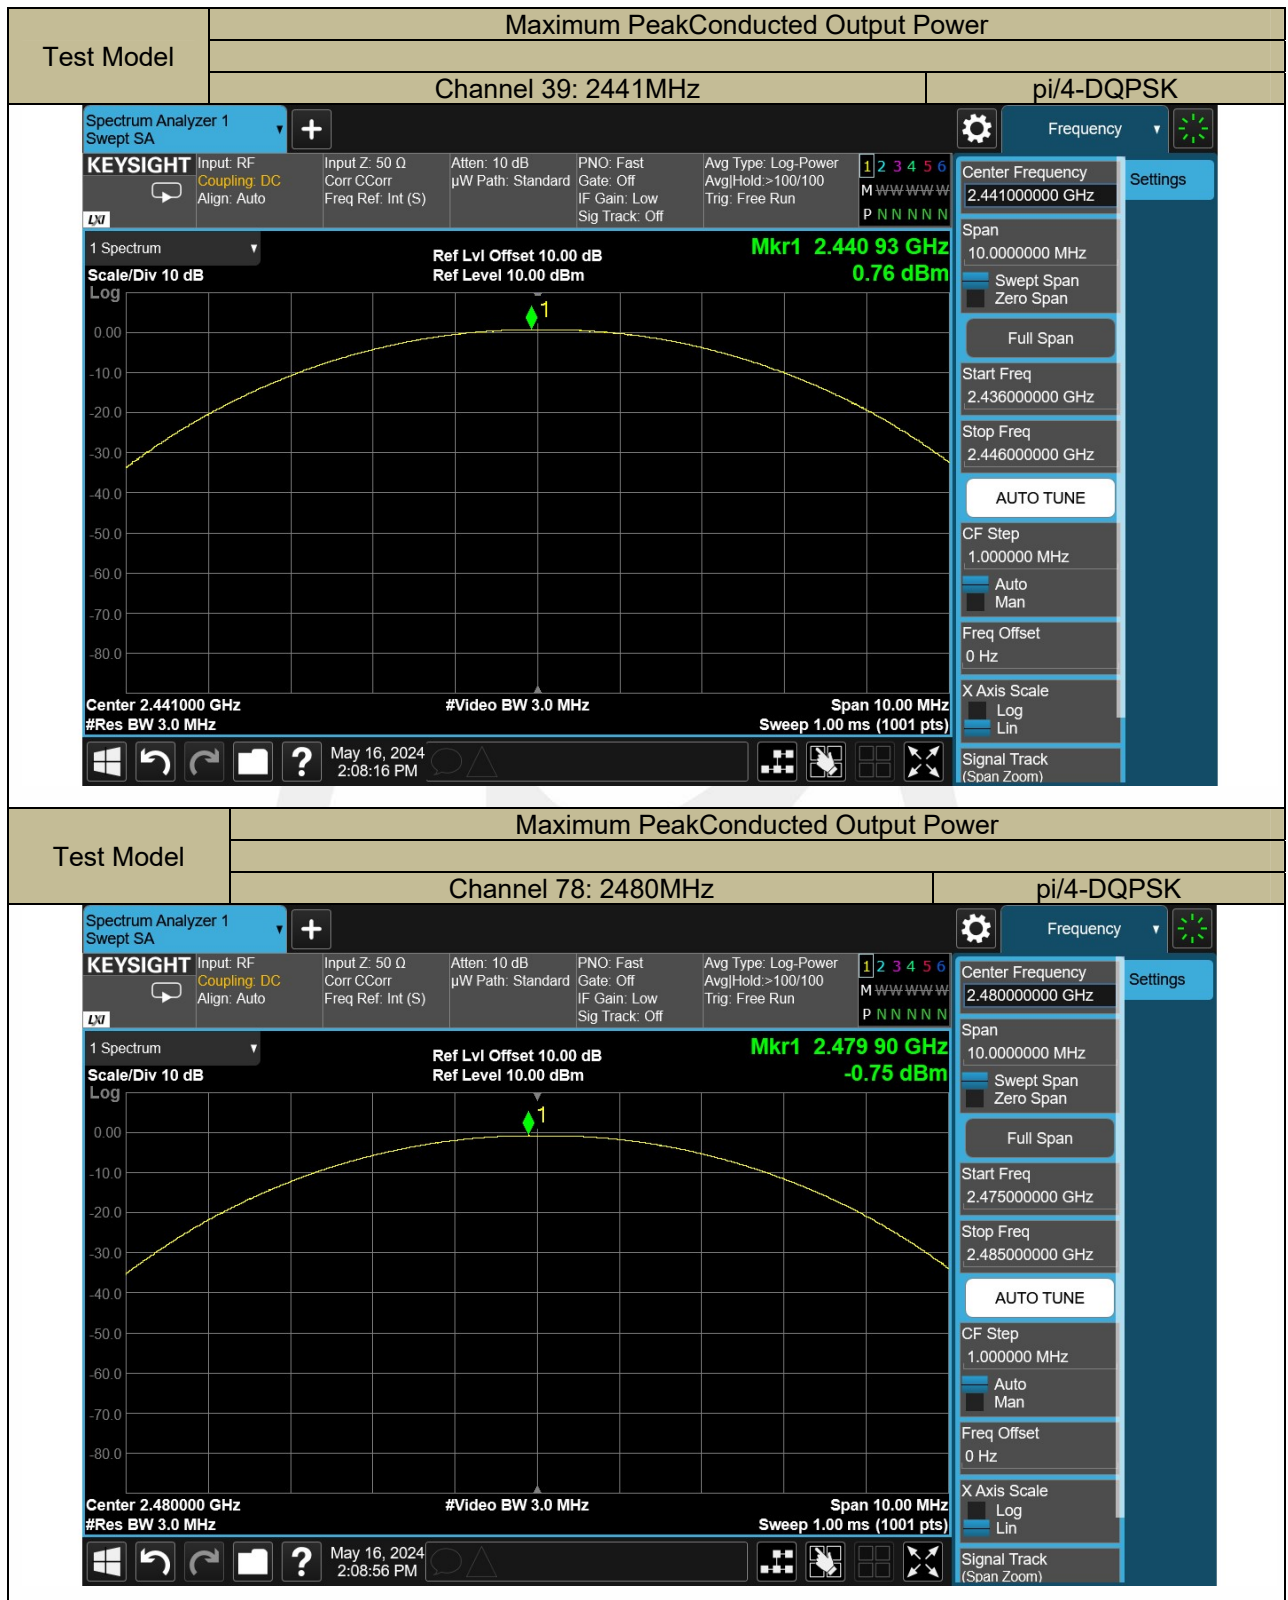 Test Model
Maximum PeakConducted Output Power
Channel 39: 2441MHz
pi/4-DQPSK
Spectrum Analyzer 1
Swept SA
+
Frequency
KEYSIGHT
LXI
Input: RF
Coupling: DC
Align: Auto
Input Z: 50 Ω
Corr CCorr
Freq Ref: Int (S)
Atten: 10 dB
µW Path: Standard
PNO: Fast
Gate: Off
IF Gain: Low
Sig Track: Off
Avg Type: Log-Power
Avg|Hold:>100/100
Trig: Free Run
1 2 3 4 5 6
M W W W W W
P N N N N N
1 Spectrum
Scale/Div 10 dB
Ref Lvl Offset 10.00 dB
Ref Level 10.00 dBm
Mkr1 2.440 93 GHz
0.76 dBm
Log
1
0.00
-10.0
-20.0
-30.0
-40.0
-50.0
-60.0
-70.0
-80.0
Center 2.441000 GHz
#Res BW 3.0 MHz
#Video BW 3.0 MHz
Span 10.00 MHz
Sweep 1.00 ms (1001 pts)
Center Frequency
2.441000000 GHz
Settings
Span
10.0000000 MHz
Swept Span
Zero Span
Full Span
Start Freq
2.436000000 GHz
Stop Freq
2.446000000 GHz
AUTO TUNE
CF Step
1.000000 MHz
Auto
Man
Freq Offset
0 Hz
X Axis Scale
Log
Lin
Signal Track
(Span Zoom)
?
May 16, 2024
2:08:16 PM
Test Model
Maximum PeakConducted Output Power
Channel 78: 2480MHz
pi/4-DQPSK
Spectrum Analyzer 1
Swept SA
+
Frequency
KEYSIGHT
LXI
Input: RF
Coupling: DC
Align: Auto
Input Z: 50 Ω
Corr CCorr
Freq Ref: Int (S)
Atten: 10 dB
µW Path: Standard
PNO: Fast
Gate: Off
IF Gain: Low
Sig Track: Off
Avg Type: Log-Power
Avg|Hold:>100/100
Trig: Free Run
1 2 3 4 5 6
M W W W W W
P N N N N N
1 Spectrum
Scale/Div 10 dB
Ref Lvl Offset 10.00 dB
Ref Level 10.00 dBm
Mkr1 2.479 90 GHz
-0.75 dBm
Log
1
0.00
-10.0
-20.0
-30.0
-40.0
-50.0
-60.0
-70.0
-80.0
Center 2.480000 GHz
#Res BW 3.0 MHz
#Video BW 3.0 MHz
Span 10.00 MHz
Sweep 1.00 ms (1001 pts)
Center Frequency
2.480000000 GHz
Settings
Span
10.0000000 MHz
Swept Span
Zero Span
Full Span
Start Freq
2.475000000 GHz
Stop Freq
2.485000000 GHz
AUTO TUNE
CF Step
1.000000 MHz
Auto
Man
Freq Offset
0 Hz
X Axis Scale
Log
Lin
Signal Track
(Span Zoom)
?
May 16, 2024
2:08:56 PM